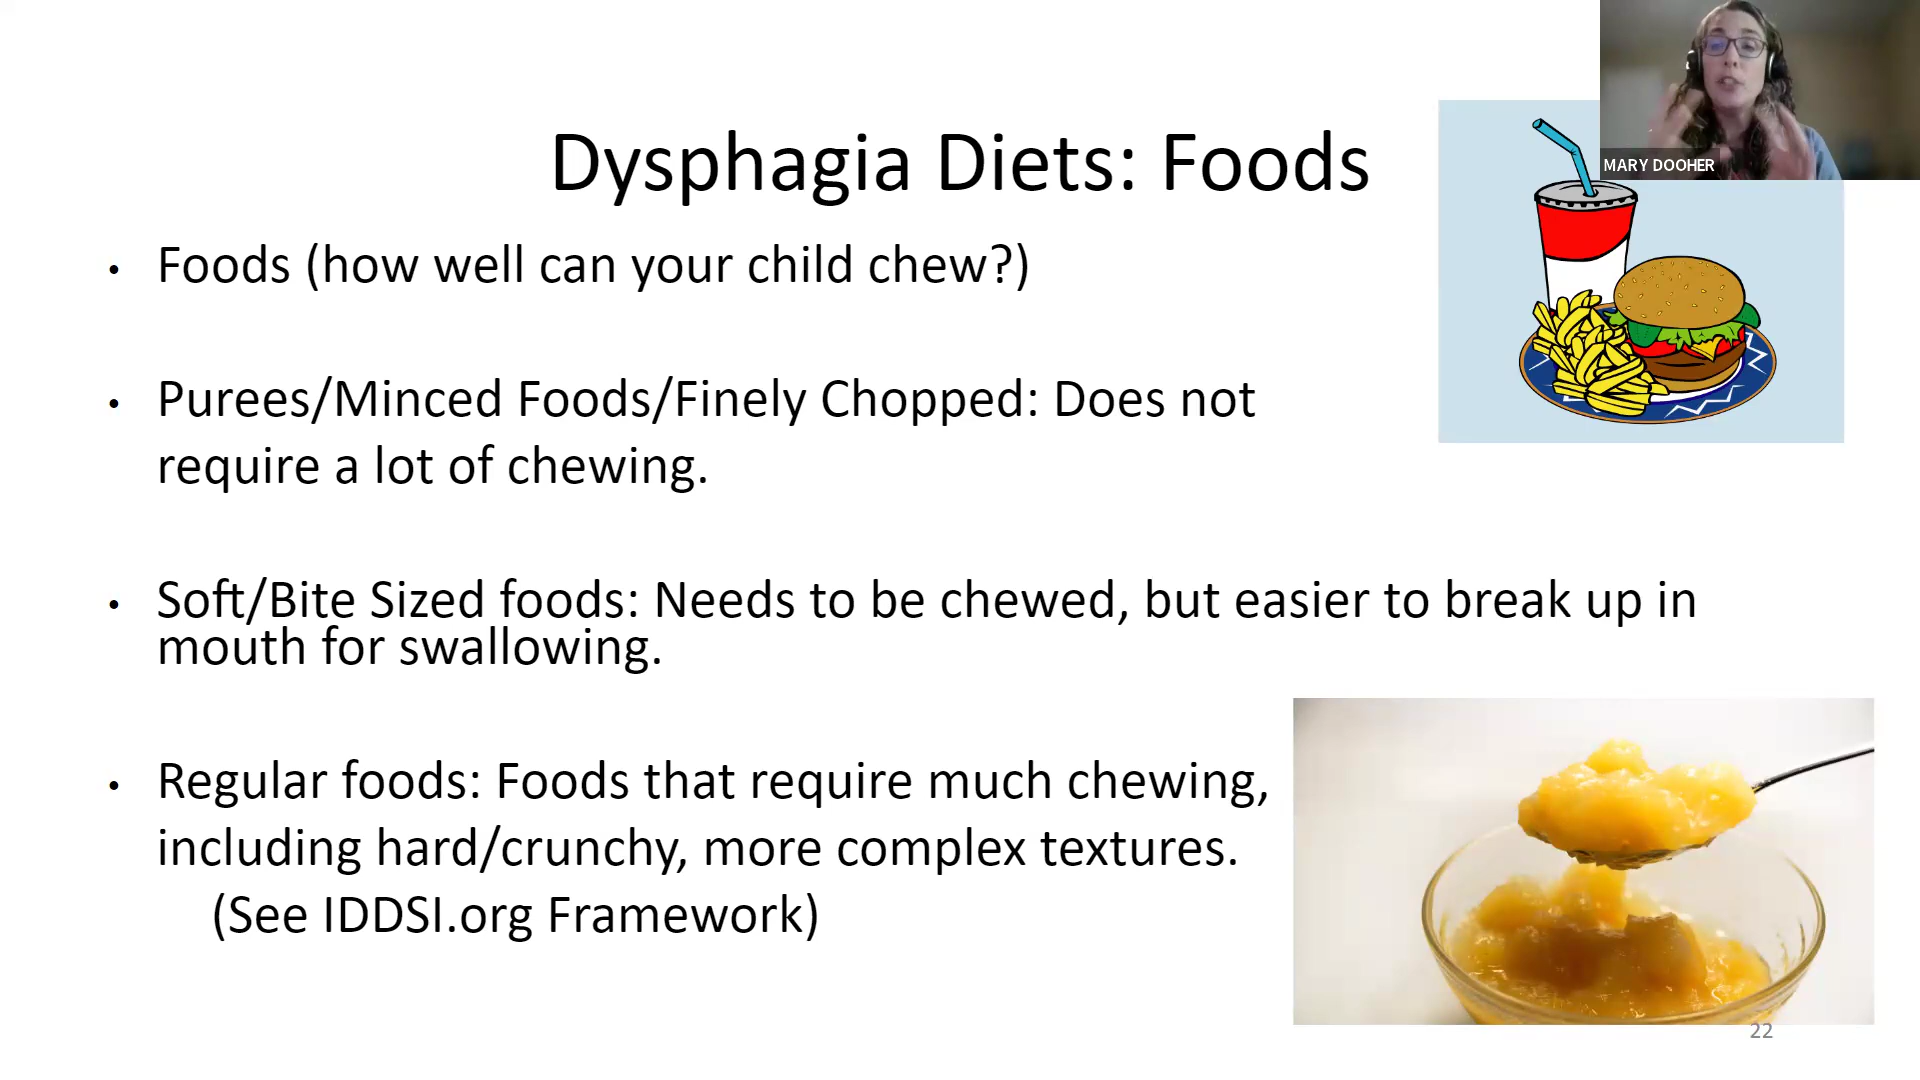 MARY DOOHER
Dysphagia Diets: Foods
• Foods (how well can your child chew?)
• Purees/Minced Foods/Finely Chopped: Does not
require a lot of chewing.
• Soft/Bite Sized foods: Needs to be chewed, but easier to break up in
mouth for swallowing.
• Regular foods: Foods that require much chewing,
including hard/crunchy, more complex textures.
(See IDDSI.org Framework)
22